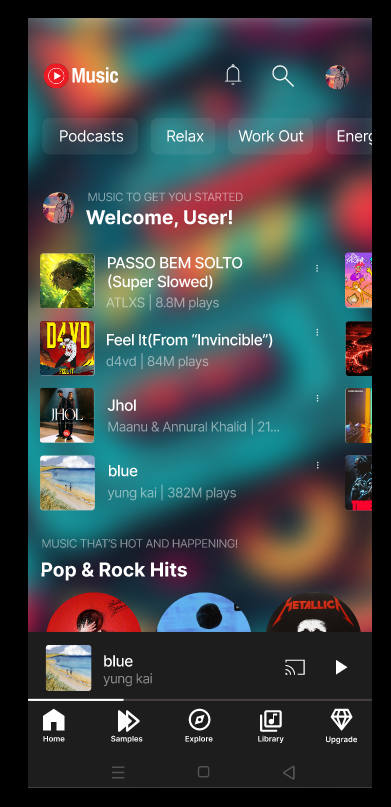 Music
Podcasts
Relax
Work Out
Energ
MUSIC TO GET YOU STARTED
Welcome, User!
PASSO BEM SOLTO
(Super Slowed)
ATLXS | 8.8M plays
D4VD
FEEL IT
Feel It(From “Invincible”)
d4vd | 84M plays
JHOL
Jhol
Maanu & Annural Khalid | 21...
blue
yung kai | 382M plays
MUSIC THAT'S HOT AND HAPPENING!
Pop & Rock Hits
METALLICA
blue
yung kai
Home
Samples
Explore
Library
Upgrade